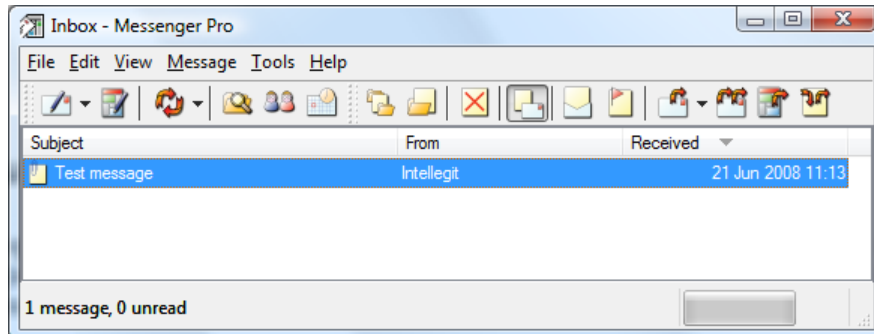 Inbox - Messenger Pro
File Edit View Message Tools Help
Subject From Received
Test message Intellegit 21 Jun 2008 11:13
1 message, 0 unread